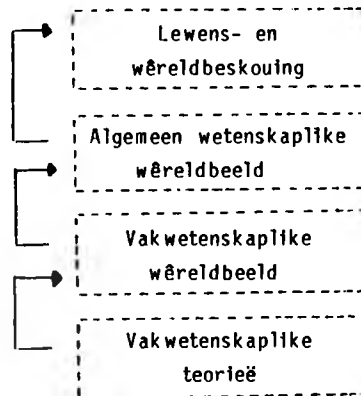 Lewens- en
wêreldbeskouing
Algemeen wetenskaplike
wêreldbeeld
Vakwetenskaplike
wêreldbeeld
Vakwetenskaplike
teorieë